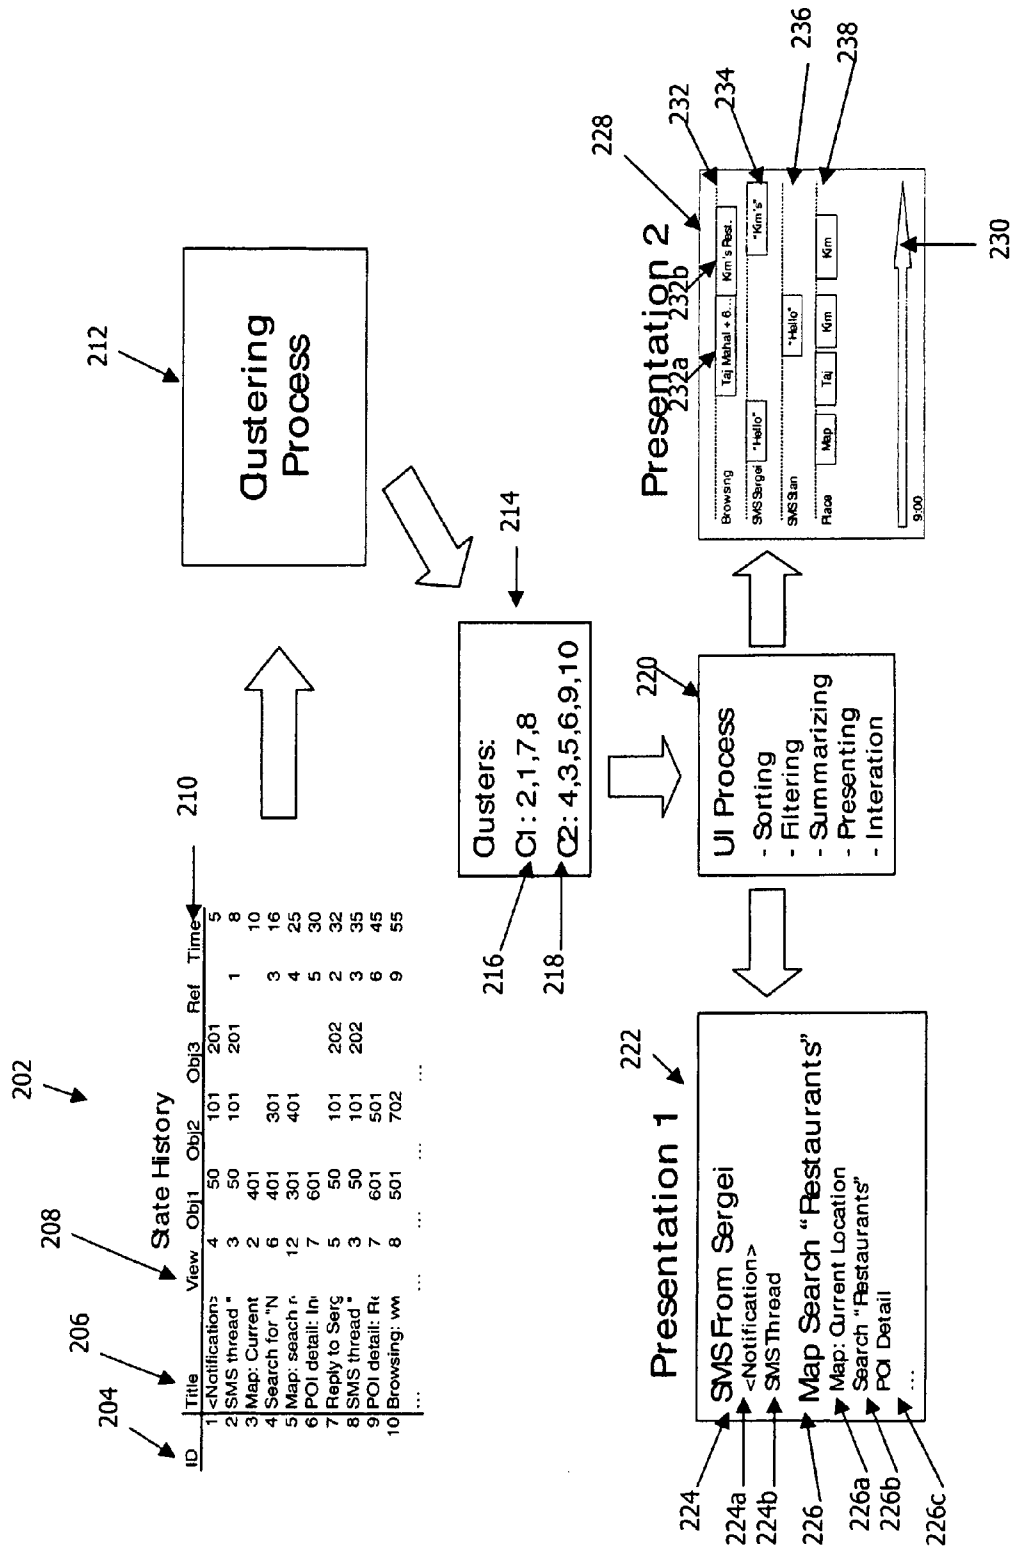 202
State History
204
206
208
210
ID Title View Obj1 Obj2 Obj3 Ref Time
1 <Notification> 4 50 101 201 5
2 SMS thread " 3 50 101 201 1 8
3 Map: Current 2 401 10
4 Search for "N 6 401 301 3 16
5 Map: seach r 12 301 401 4 25
6 POI detail: In 7 601 5 30
7 Reply to Serg 5 50 101 202 2 32
8 SMS thread " 3 50 101 202 3 35
9 POI detail: Re 7 601 501 6 45
10 Browsing: ww 8 501 702 9 55
... ... ... ... ...
212
Clustering
Process
214
Clusters:
C1: 2,1,7,8
C2: 4,3,5,6,9,10
216
218
220
UI Process
- Sorting
- Filtering
- Summarizing
- Presenting
- Interation
Presentation 1
222
SMS From Sergei
<Notification>
SMS Thread
Map Search "Restaurants"
Map: Current Location
Search "Restaurants"
POI Detail
...
224
224a
224b
226
226a
226b
226c
Presentation 2
228
232a
232b
232
234
236
238
Browsing Taj Mahal + 6... Kim's Rest.
SMS Sergei "Hello" "Kim's"
SMS Stan "Hello"
Place Map Taj Kim Kim
9:00
230